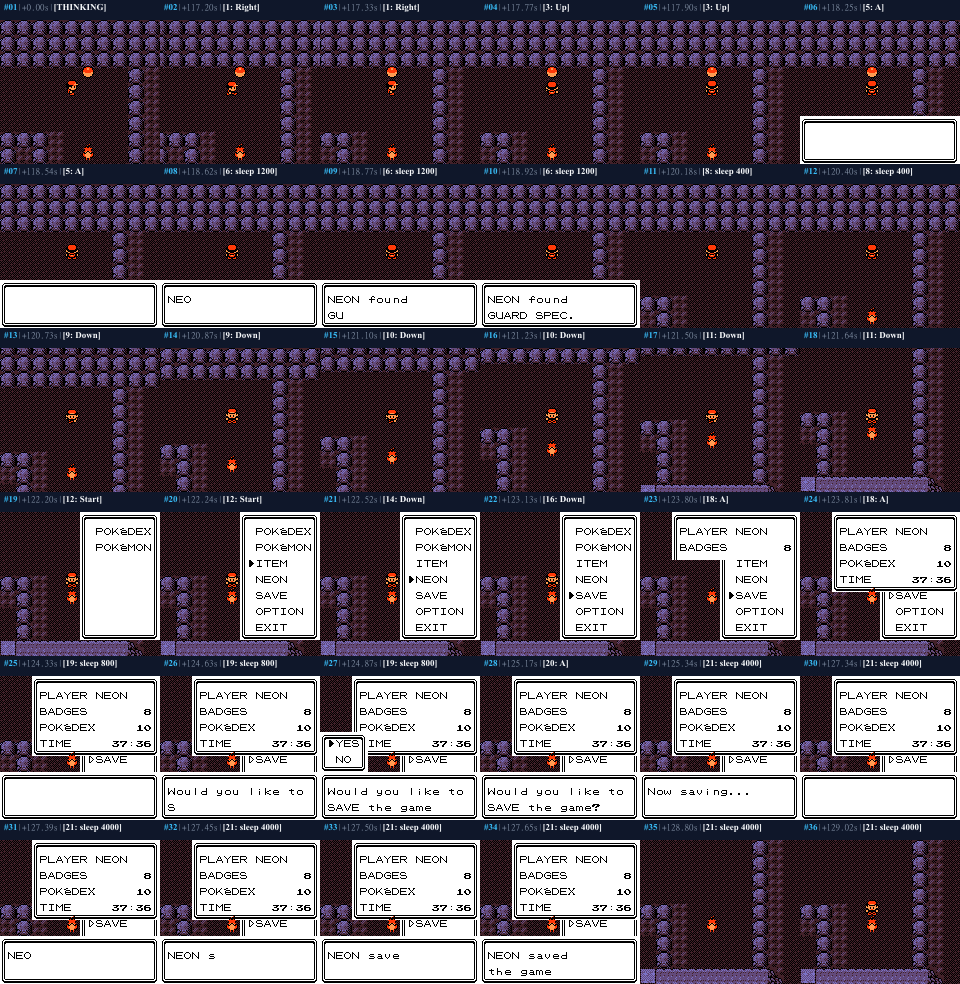 #01|+0.00s|[THINKING]
#02|+117.20s|[1: Right]
#03|+117.33s|[1: Right]
#04|+117.77s|[3: Up]
#05|+117.90s|[3: Up]
#06|+118.25s|[5: A]
#07|+118.54s|[5: A]
#08|+118.62s|[6: sleep 1200]
#09|+118.77s|[6: sleep 1200]
#10|+118.92s|[6: sleep 1200]
#11|+120.18s|[8: sleep 400]
#12|+120.40s|[8: sleep 400]
NEO
NEON found
GU
NEON found
GUARD SPEC.
#13|+120.73s|[9: Down]
#14|+120.87s|[9: Down]
#15|+121.10s|[10: Down]
#16|+121.23s|[10: Down]
#17|+121.50s|[11: Down]
#18|+121.64s|[11: Down]
#19|+122.20s|[12: Start]
#20|+122.24s|[12: Start]
#21|+122.52s|[14: Down]
#22|+123.13s|[16: Down]
#23|+123.80s|[18: A]
#24|+123.81s|[18: A]
POKéDEX
POKéMON
POKéDEX
POKéMON
▶ITEM
NEON
SAVE
OPTION
EXIT
POKéDEX
POKéMON
ITEM
▶NEON
SAVE
OPTION
EXIT
POKéDEX
POKéMON
ITEM
NEON
▶SAVE
OPTION
EXIT
PLAYER NEON
BADGES 8
ITEM
NEON
▶SAVE
OPTION
EXIT
PLAYER NEON
BADGES 8
POKéDEX 10
TIME 37:36
▷SAVE
OPTION
EXIT
#25|+124.33s|[19: sleep 800]
#26|+124.63s|[19: sleep 800]
#27|+124.87s|[19: sleep 800]
#28|+125.17s|[20: A]
#29|+125.34s|[21: sleep 4000]
#30|+127.34s|[21: sleep 4000]
PLAYER NEON
BADGES 8
POKéDEX 10
TIME 37:36
▷SAVE
PLAYER NEON
BADGES 8
POKéDEX 10
TIME 37:36
▷SAVE
Would you like to
S
PLAYER NEON
BADGES 8
POKéDEX 10
TIME 37:36
▶YES
NO
▷SAVE
Would you like to
SAVE the game
PLAYER NEON
BADGES 8
POKéDEX 10
TIME 37:36
▷SAVE
Would you like to
SAVE the game?
PLAYER NEON
BADGES 8
POKéDEX 10
TIME 37:36
▷SAVE
Now saving...
PLAYER NEON
BADGES 8
POKéDEX 10
TIME 37:36
▷SAVE
#31|+127.39s|[21: sleep 4000]
#32|+127.45s|[21: sleep 4000]
#33|+127.50s|[21: sleep 4000]
#34|+127.65s|[21: sleep 4000]
#35|+128.80s|[21: sleep 4000]
#36|+129.02s|[21: sleep 4000]
PLAYER NEON
BADGES 8
POKéDEX 10
TIME 37:36
▷SAVE
NEO
PLAYER NEON
BADGES 8
POKéDEX 10
TIME 37:36
▷SAVE
NEON s
PLAYER NEON
BADGES 8
POKéDEX 10
TIME 37:36
▷SAVE
NEON save
PLAYER NEON
BADGES 8
POKéDEX 10
TIME 37:36
▷SAVE
NEON saved
the game